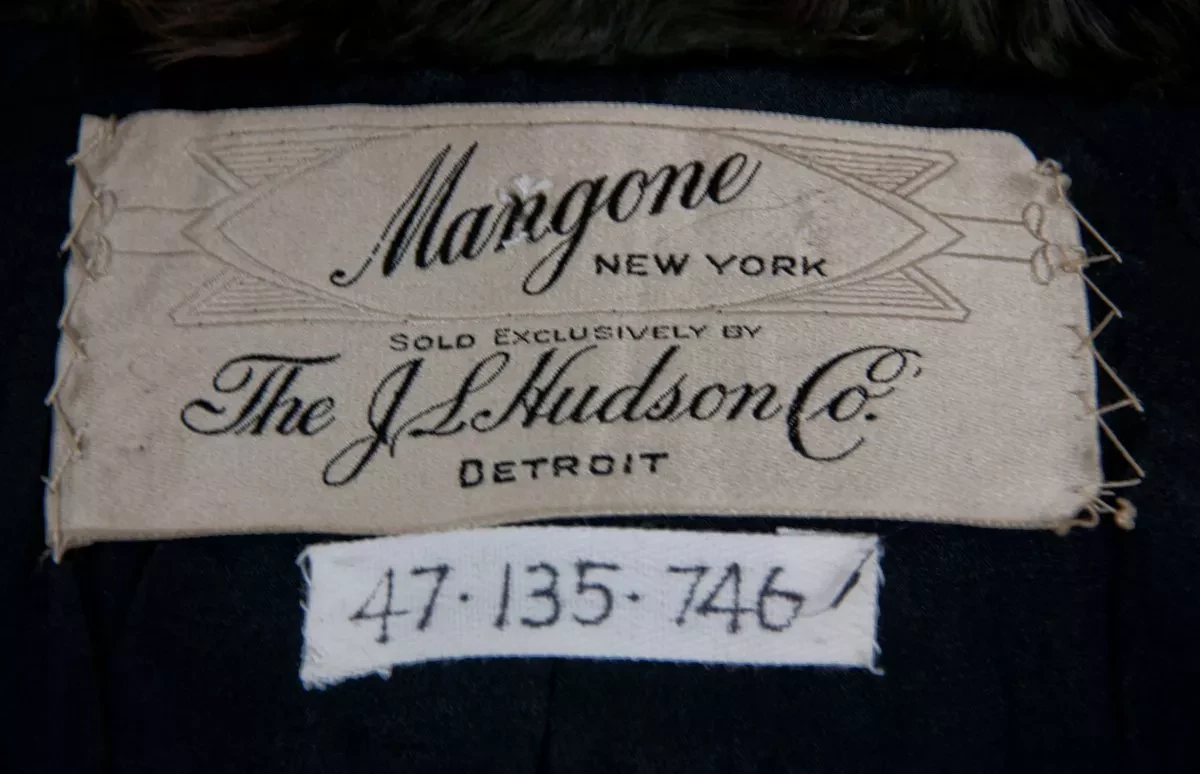 Mangone
NEW YORK
SOLD EXCLUSIVELY BY
The J L Hudson Co.
DETROIT
47·135·746